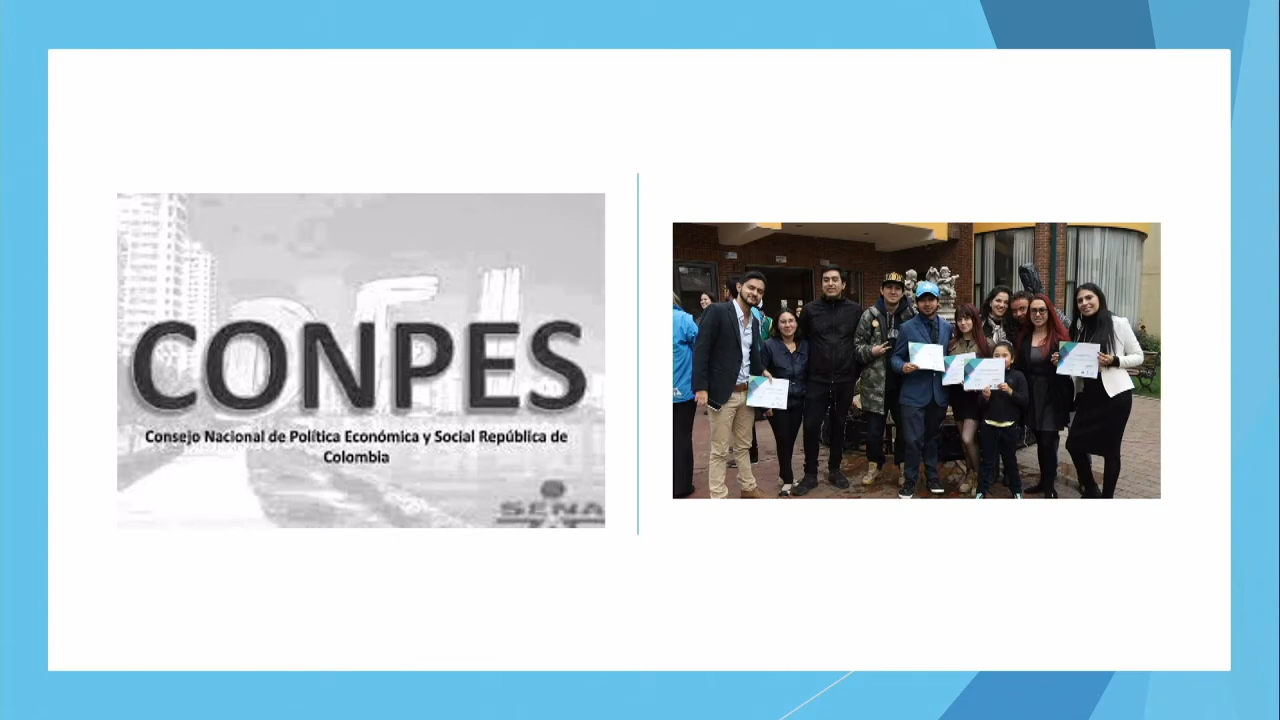 CONPES
Consejo Nacional de Política Económica y Social República de
Colombia
SENA